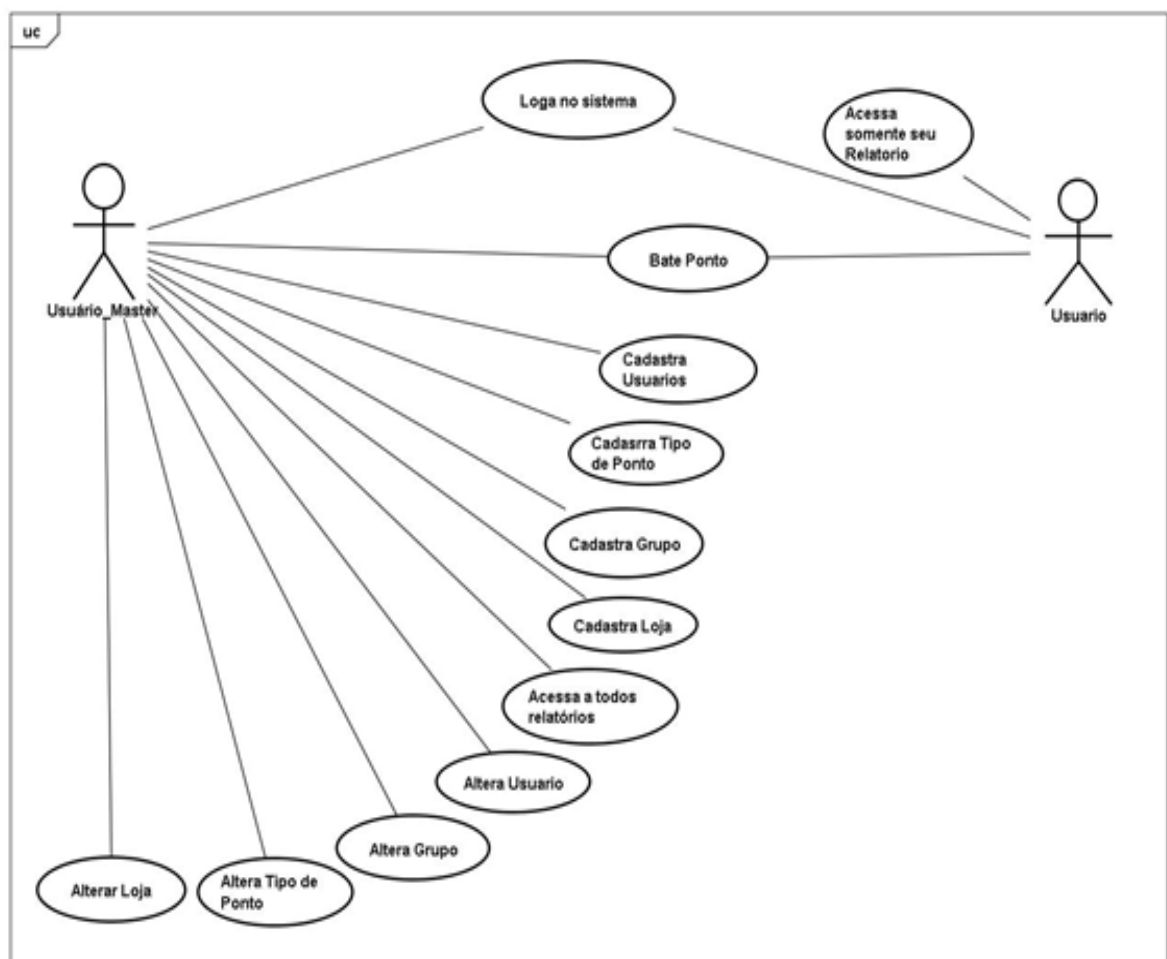 uc
Loga no sistema
Acessa
somente seu
Relatorio
Usuário_Master
Bate Ponto
Usuario
Cadastra
Usuarios
Cadasrra Tipo
de Ponto
Cadastra Grupo
Cadastra Loja
Acessa a todos
relatórios
Altera Usuario
Altera Grupo
Alterar Loja
Altera Tipo de
Ponto